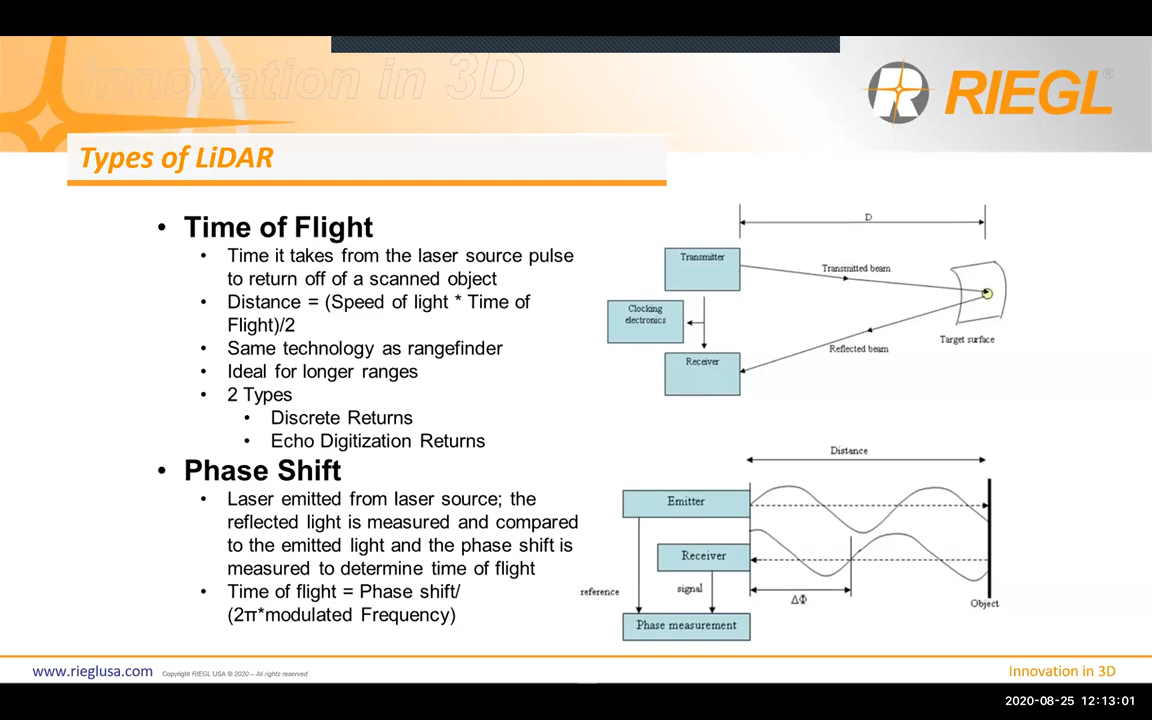 innovation in 3D
RIEGL®
Types of LiDAR
• Time of Flight
• Time it takes from the laser source pulse
to return off of a scanned object
• Distance = (Speed of light * Time of
Flight)/2
• Same technology as rangefinder
• Ideal for longer ranges
• 2 Types
• Discrete Returns
• Echo Digitization Returns
• Phase Shift
• Laser emitted from laser source; the
reflected light is measured and compared
to the emitted light and the phase shift is
measured to determine time of flight
• Time of flight = Phase shift/
(2π*modulated Frequency)
D
Transmitter
Transmitted beam
Clocking
electronics
Target surface
Reflected beam
Receiver
Distance
Emitter
Receiver
reference
signal
ΔΦ
Object
Phase measurement
www.rieglusa.com
Copyright RIEGL USA © 2020 – All rights reserved.
Innovation in 3D
2020-08-25 12:13:01